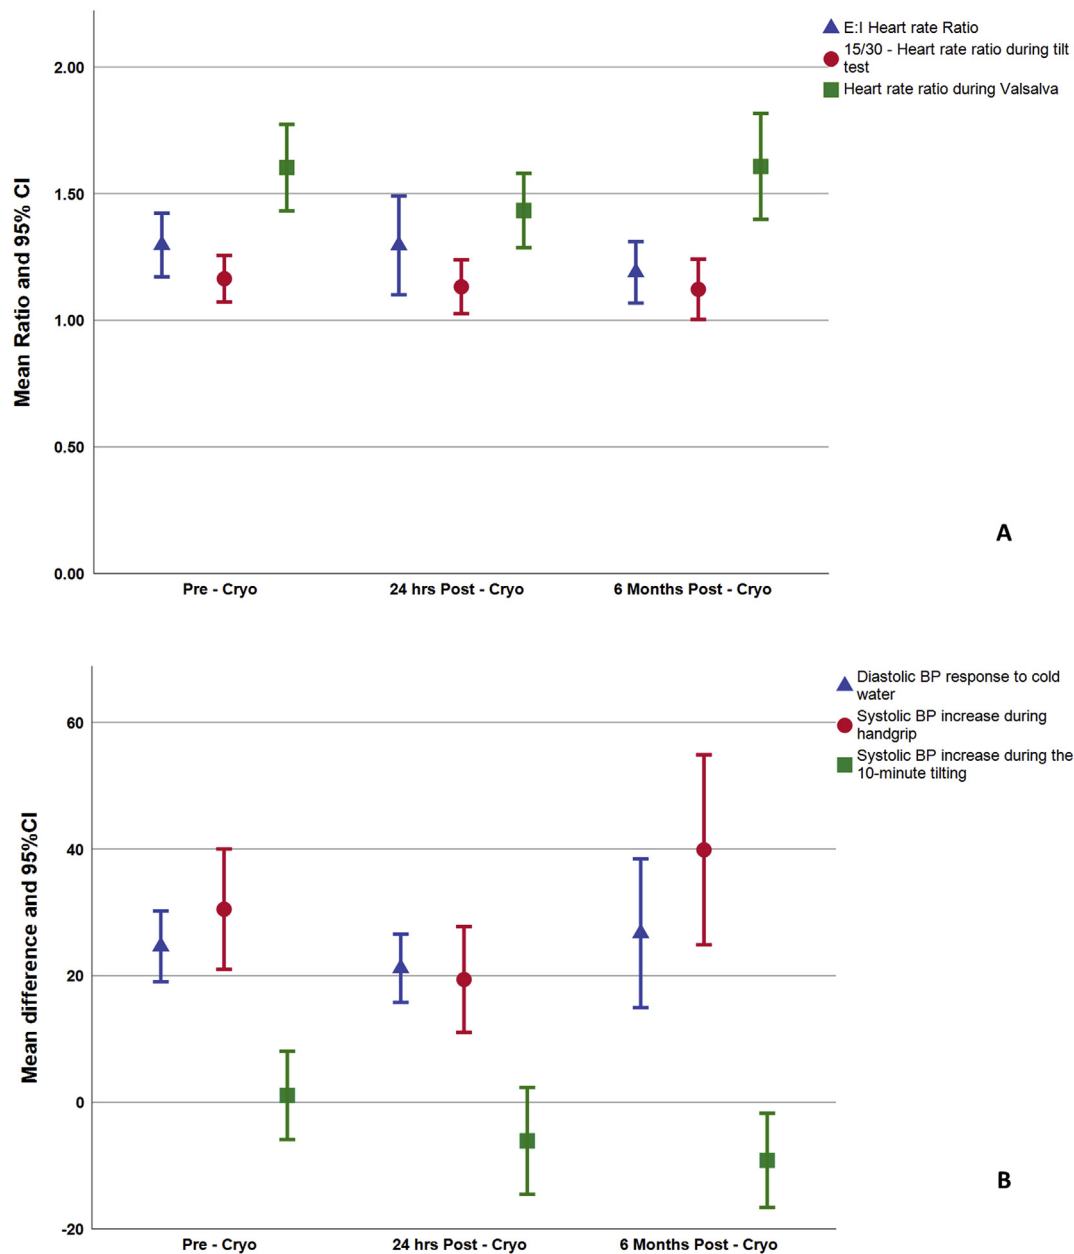 E:I Heart rate Ratio
15/30 - Heart rate ratio during tilt
test
Heart rate ratio during Valsalva
Mean Ratio and 95% CI
2.00
1.50
1.00
0.50
0.00
Pre - Cryo
24 hrs Post - Cryo
6 Months Post - Cryo
A
Diastolic BP response to cold
water
Systolic BP increase during
handgrip
Systolic BP increase during the
10-minute tilting
Mean difference and 95%CI
60
40
20
0
-20
Pre - Cryo
24 hrs Post - Cryo
6 Months Post - Cryo
B